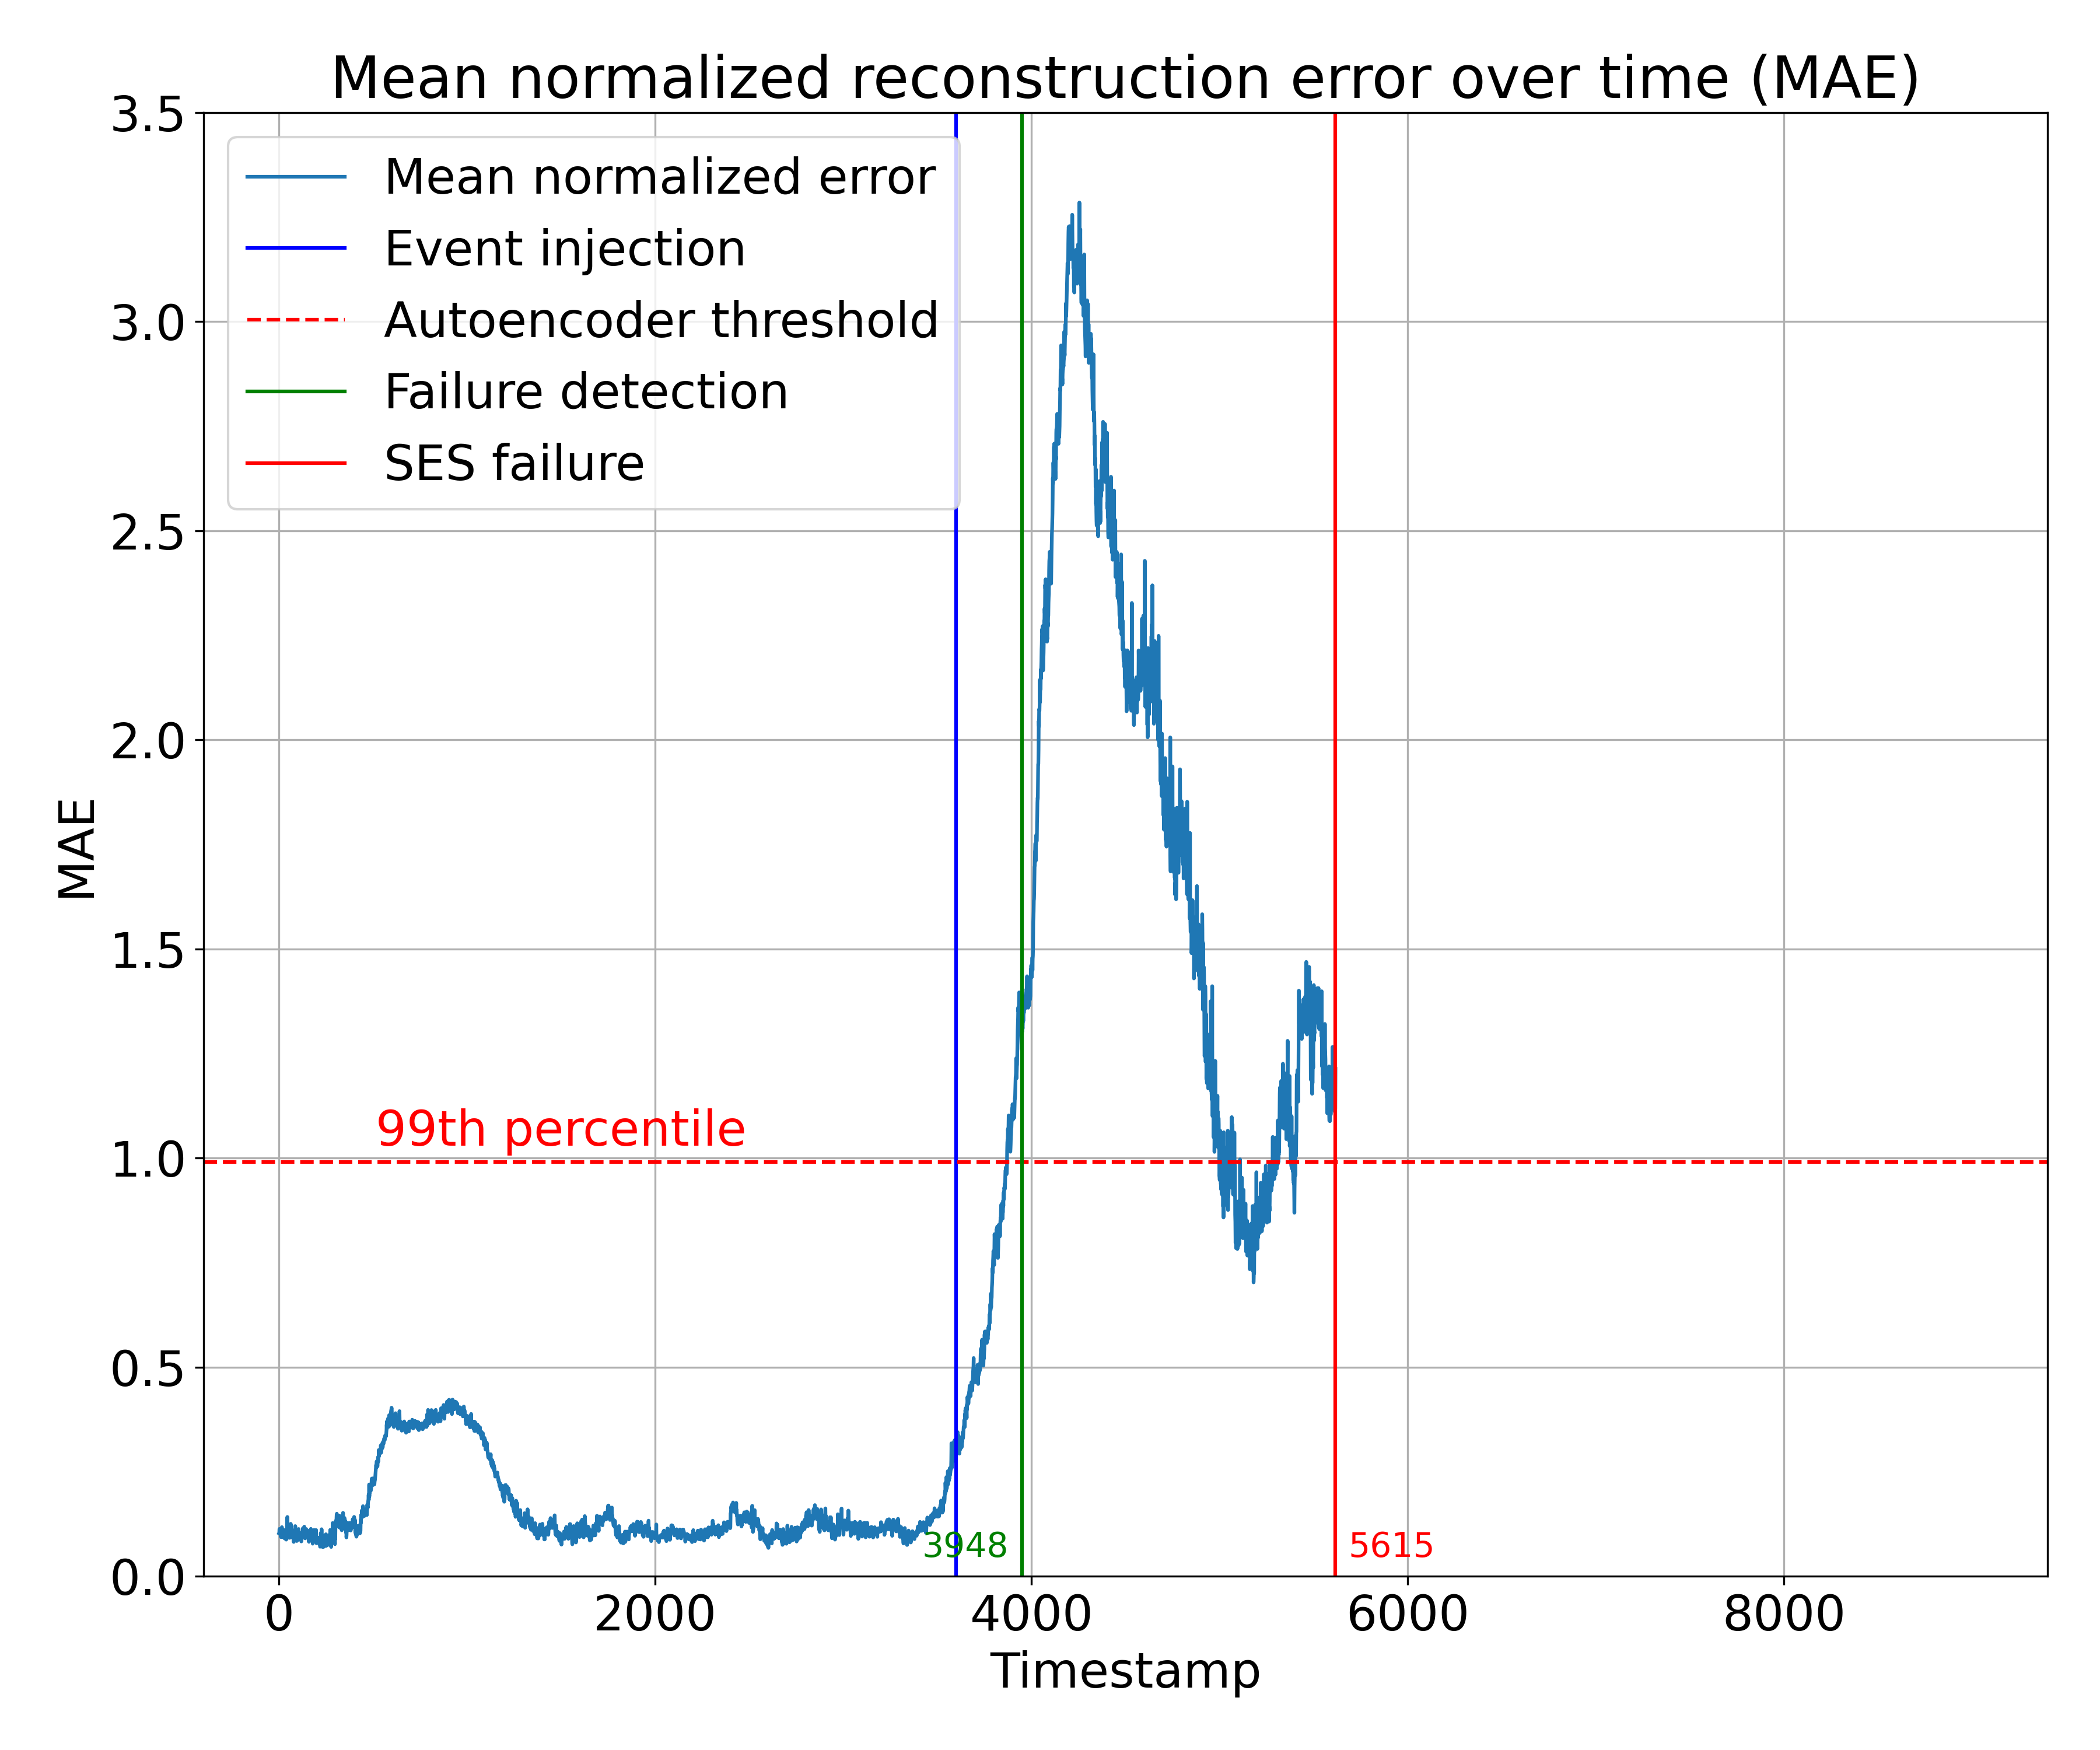 Mean normalized reconstruction error over time (MAE)
3.5
3.0
2.5
2.0
1.5
1.0
0.5
0.0
MAE
Mean normalized error
Event injection
Autoencoder threshold
Failure detection
SES failure
99th percentile
3948
5615
0 2000 4000 6000 8000
Timestamp